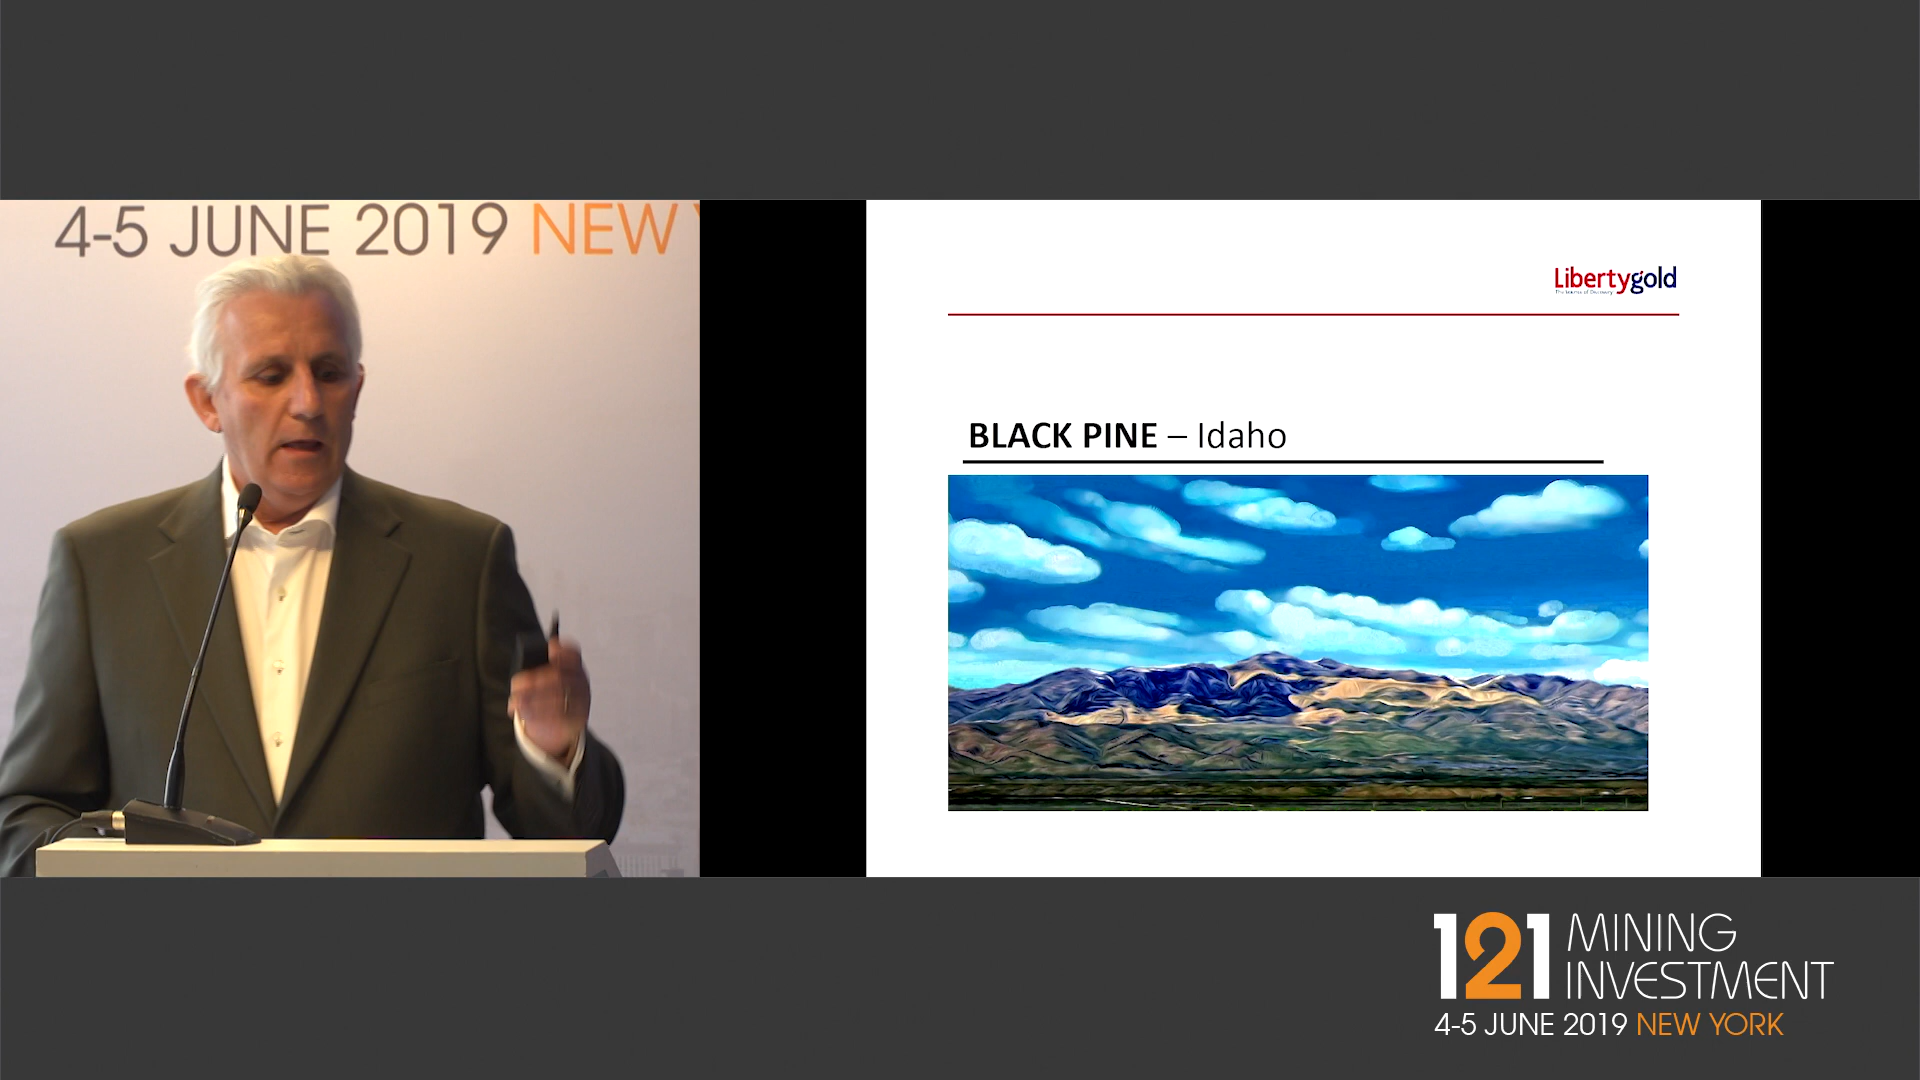 4-5 JUNE 2019 NEW
Libertygold
BLACK PINE – Idaho
121 MINING
INVESTMENT
4-5 JUNE 2019 NEW YORK